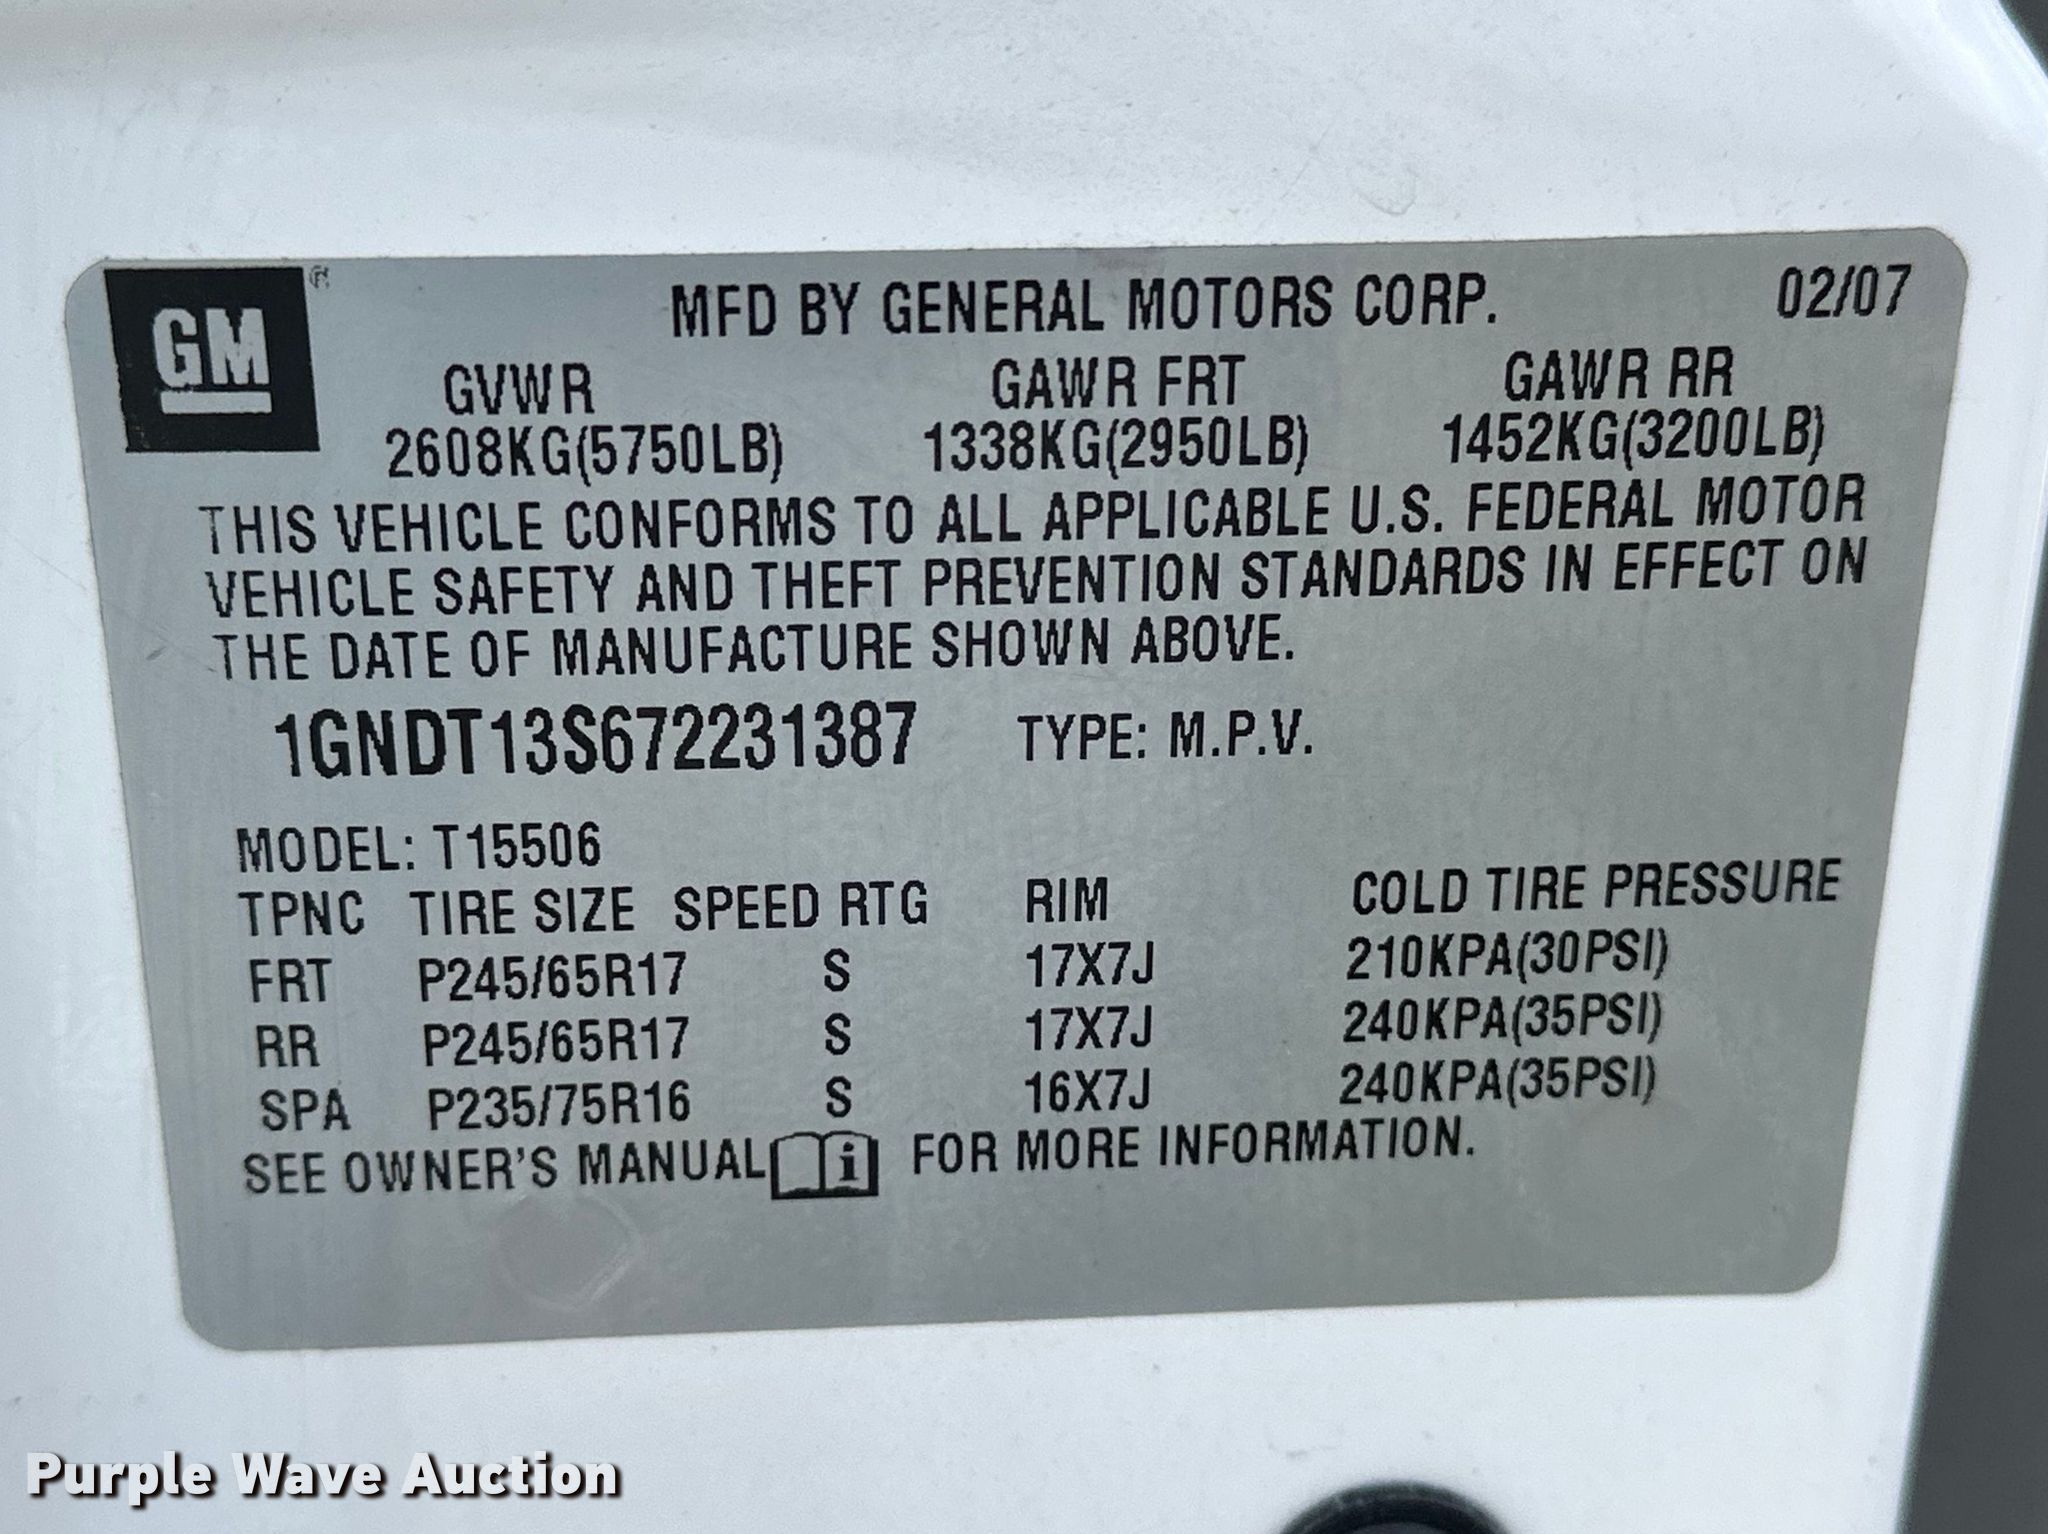 GM ®
MFD BY GENERAL MOTORS CORP. 02/07
GVWR GAWR FRT GAWR RR
2608KG(5750LB) 1338KG(2950LB) 1452KG(3200LB)
THIS VEHICLE CONFORMS TO ALL APPLICABLE U.S. FEDERAL MOTOR
VEHICLE SAFETY AND THEFT PREVENTION STANDARDS IN EFFECT ON
THE DATE OF MANUFACTURE SHOWN ABOVE.
1GNDT13S672231387 TYPE: M.P.V.
MODEL: T15506
TPNC TIRE SIZE SPEED RTG RIM COLD TIRE PRESSURE
FRT P245/65R17 S 17X7J 210KPA(30PSI)
RR P245/65R17 S 17X7J 240KPA(35PSI)
SPA P235/75R16 S 16X7J 240KPA(35PSI)
SEE OWNER'S MANUAL i FOR MORE INFORMATION.
Purple Wave Auction